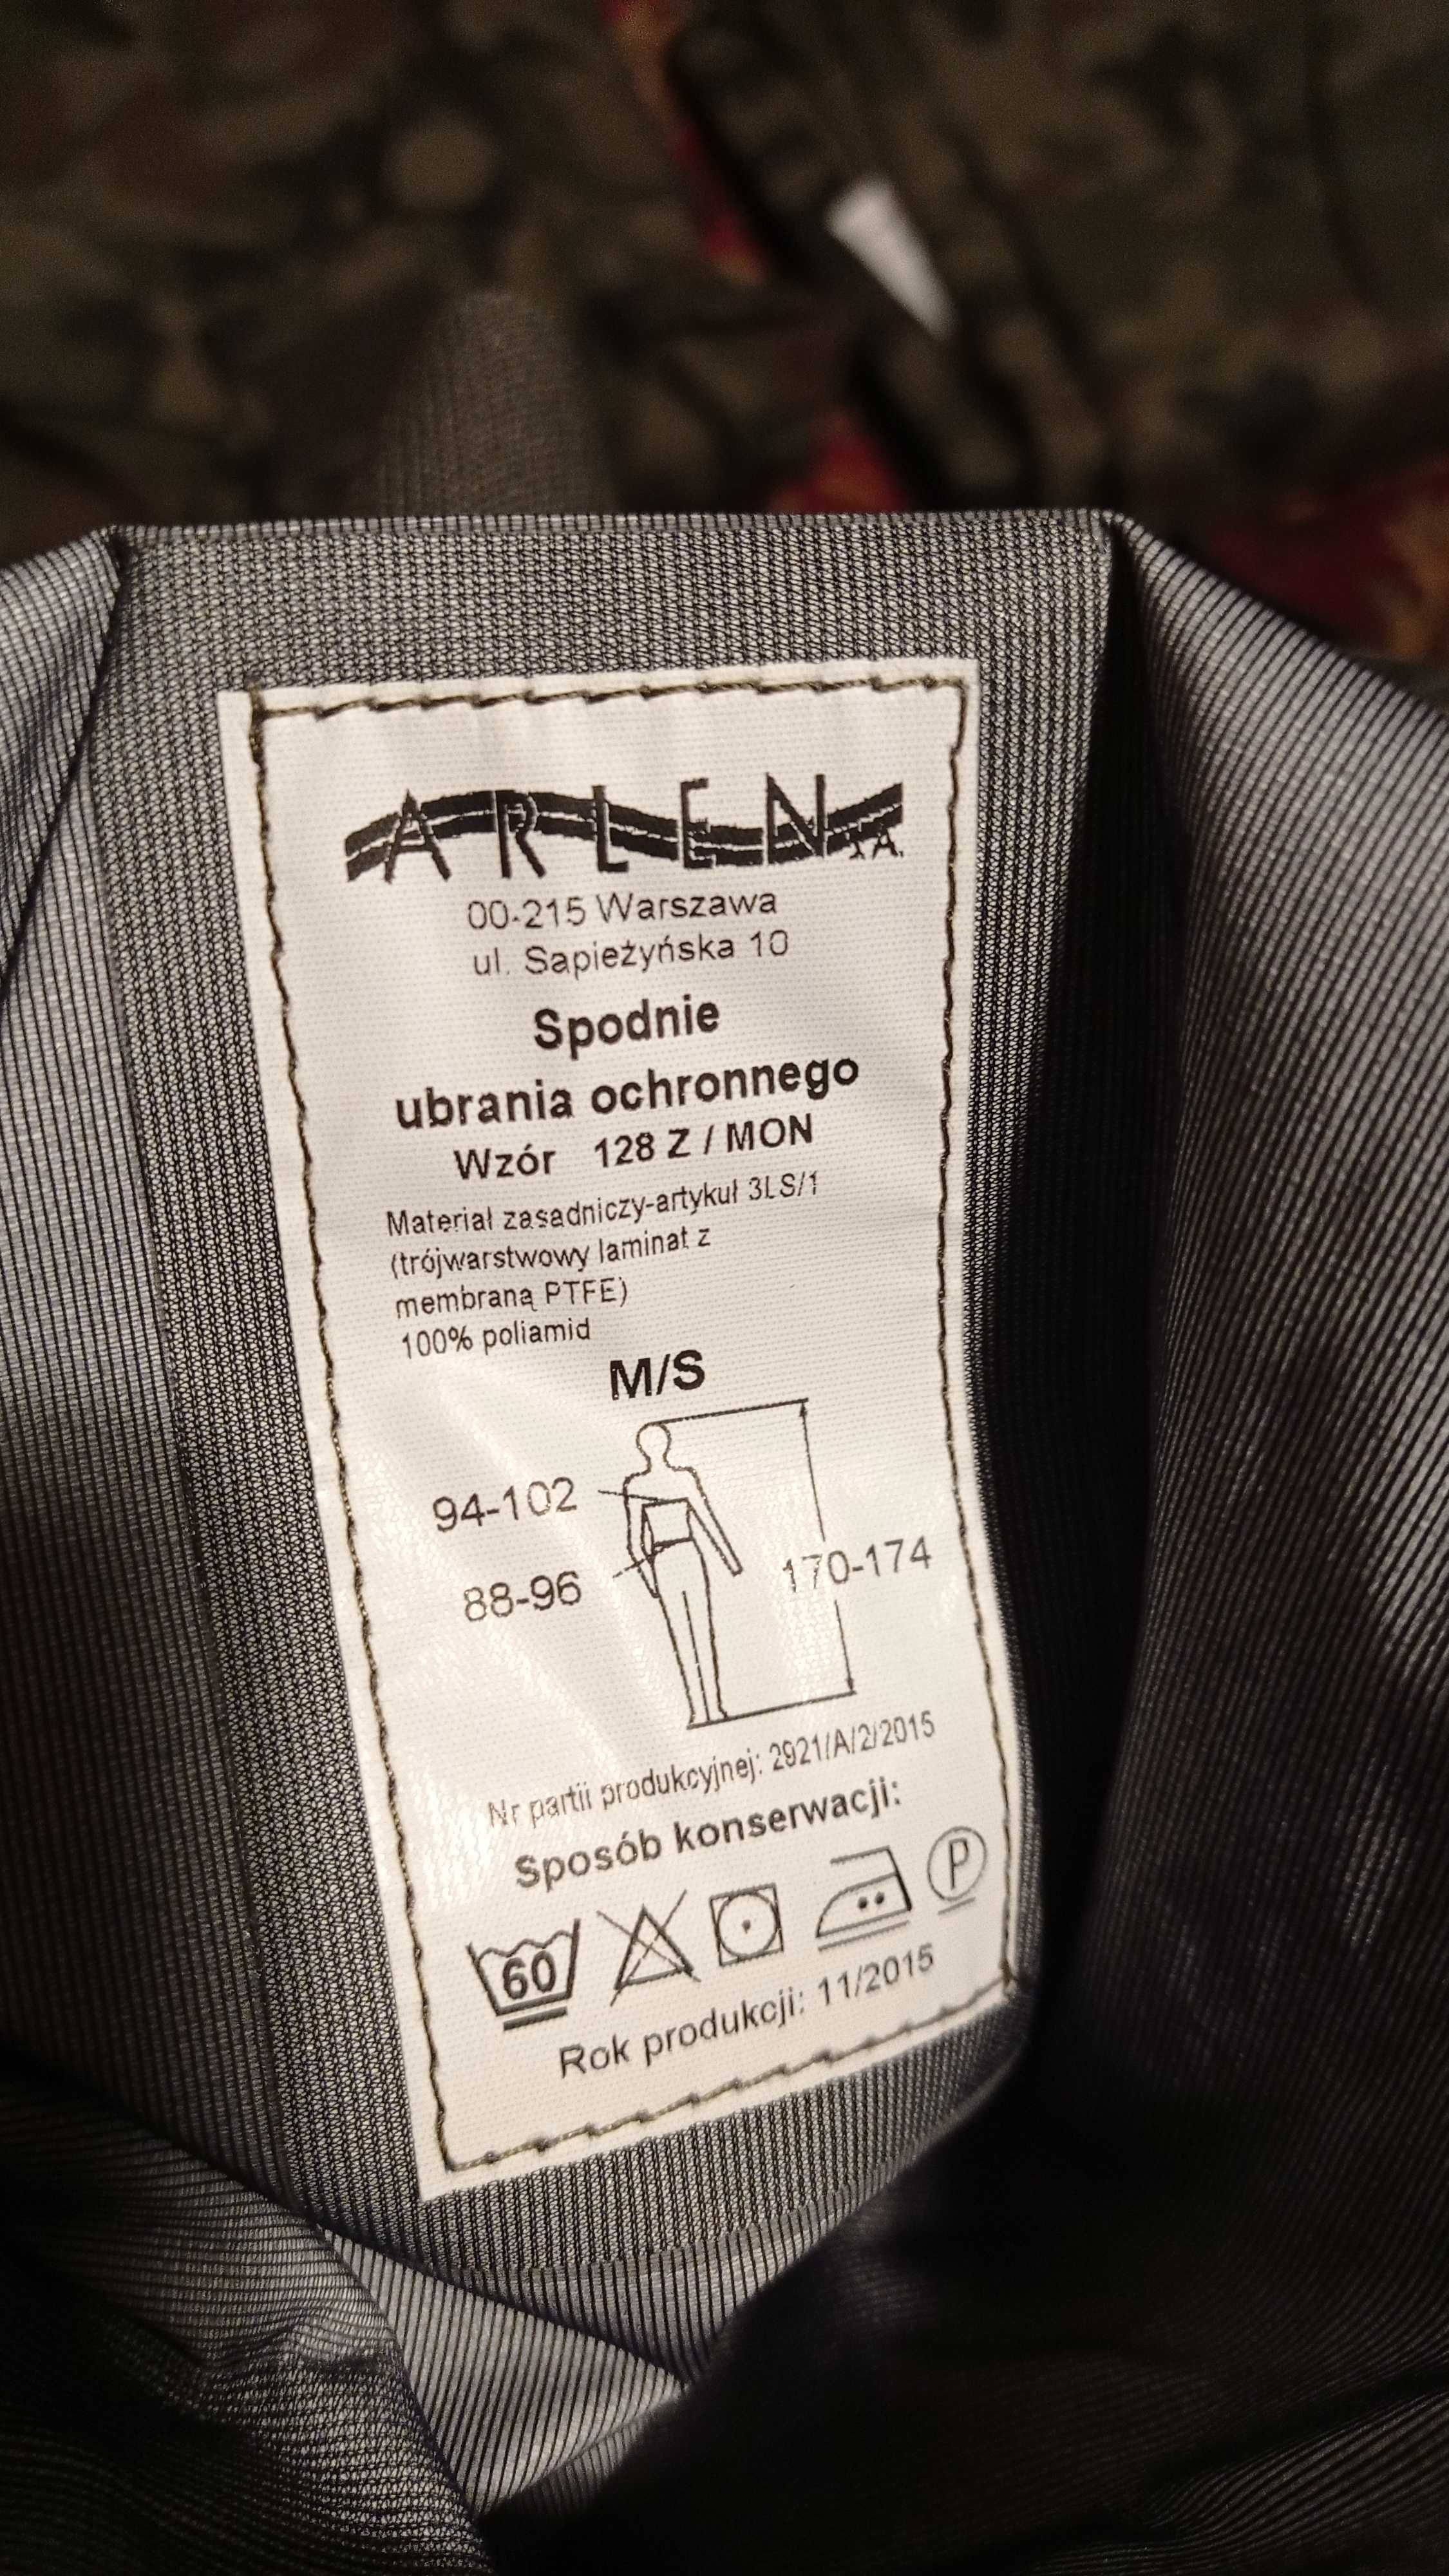 ARLEN S.A.
00-215 Warszawa
ul. Sapieżyńska 10
Spodnie
ubrania ochronnego
Wzór 128 Z / MON
Materiał zasadniczy-artykuł 3LS/1
(trójwarstwowy laminat z
membraną PTFE)
100% poliamid
M/S
94-102
88-96
170-174
Nr partii produkcyjnej: 2921/A/2/2015
Sposób konserwacji:
60
P
Rok produkcji: 11/2015